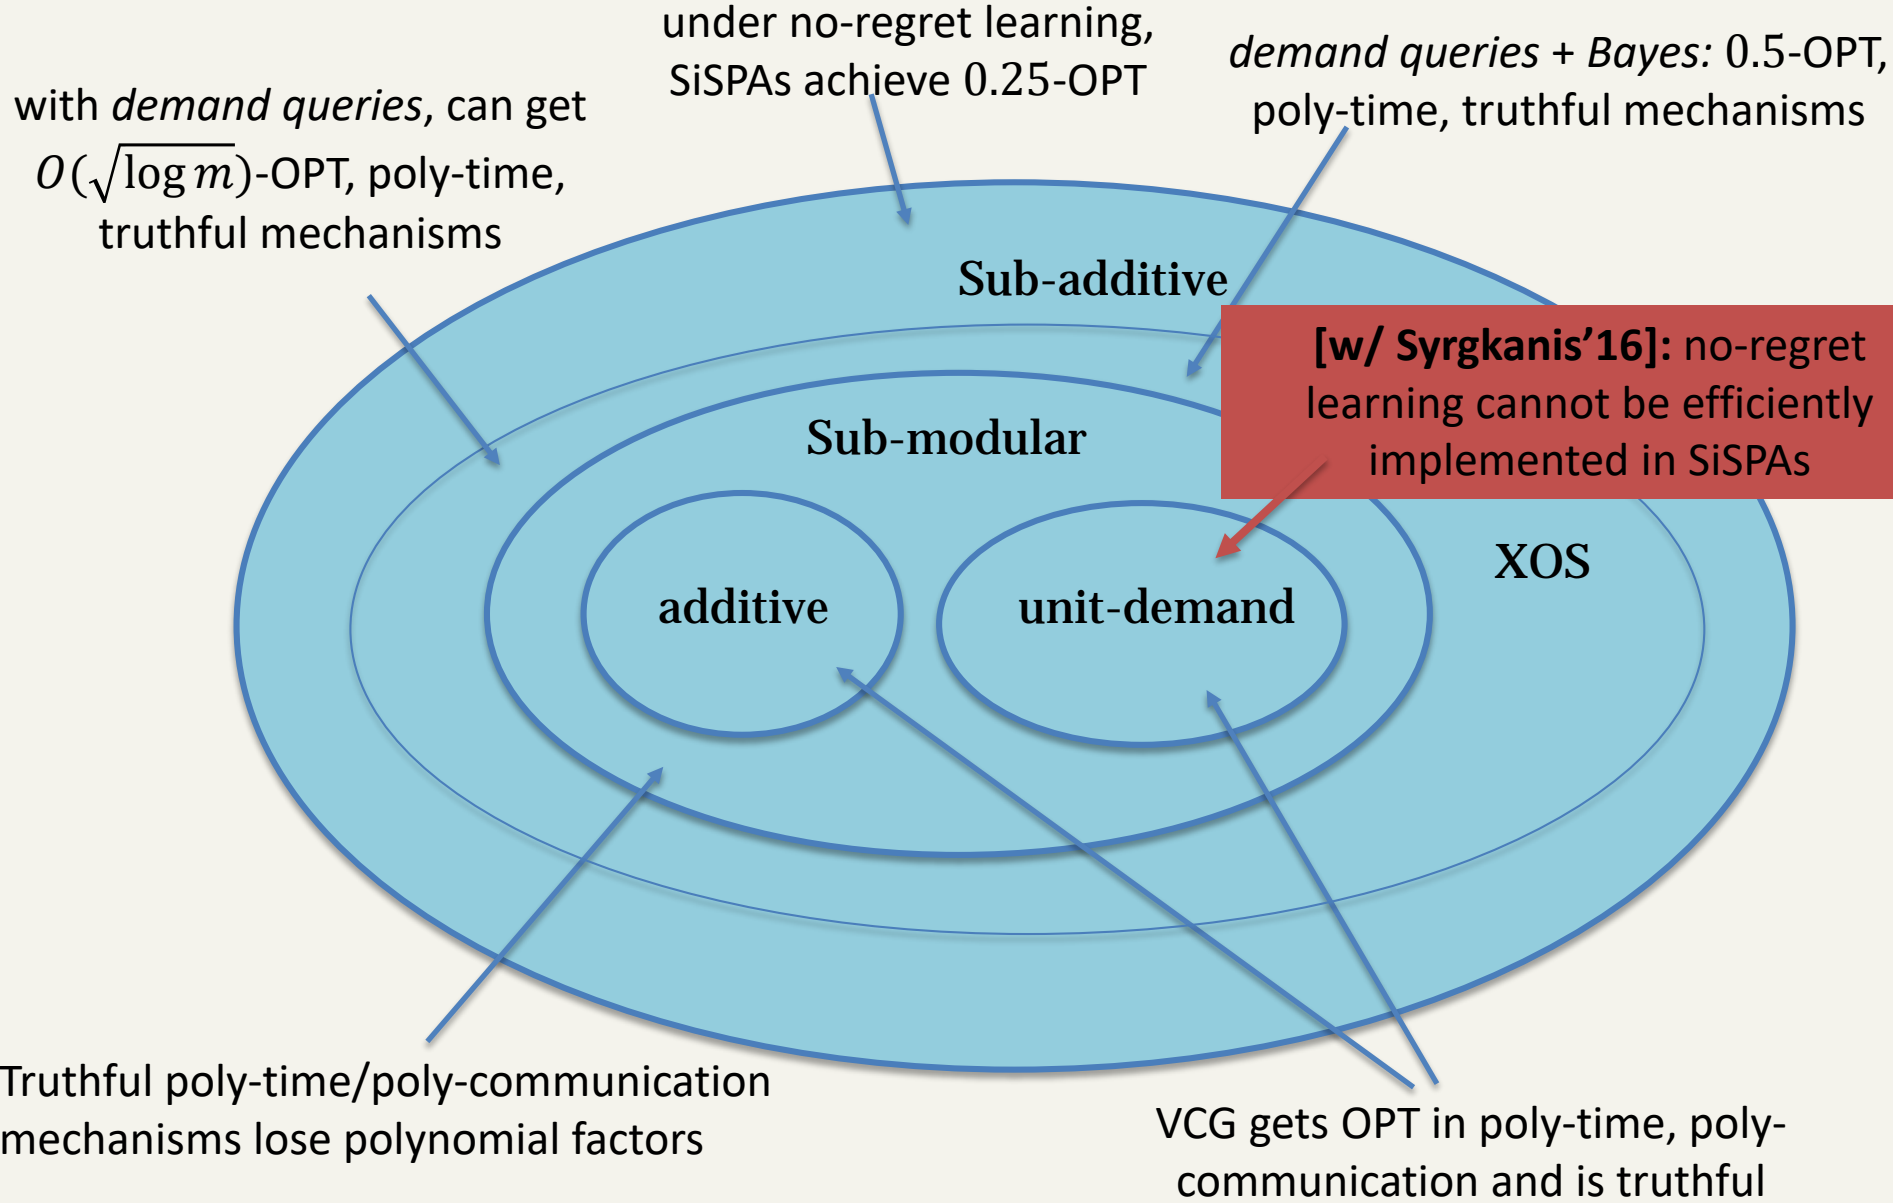 under no-regret learning,
SiSPAs achieve 0.25-OPT
demand queries + Bayes: 0.5-OPT,
poly-time, truthful mechanisms
with demand queries, can get
O(√log m)-OPT, poly-time,
truthful mechanisms
Sub-additive
[w/ Syrgkanis’16]: no-regret
learning cannot be efficiently
implemented in SiSPAs
Sub-modular
XOS
additive
unit-demand
Truthful poly-time/poly-communication
mechanisms lose polynomial factors
VCG gets OPT in poly-time, poly-
communication and is truthful